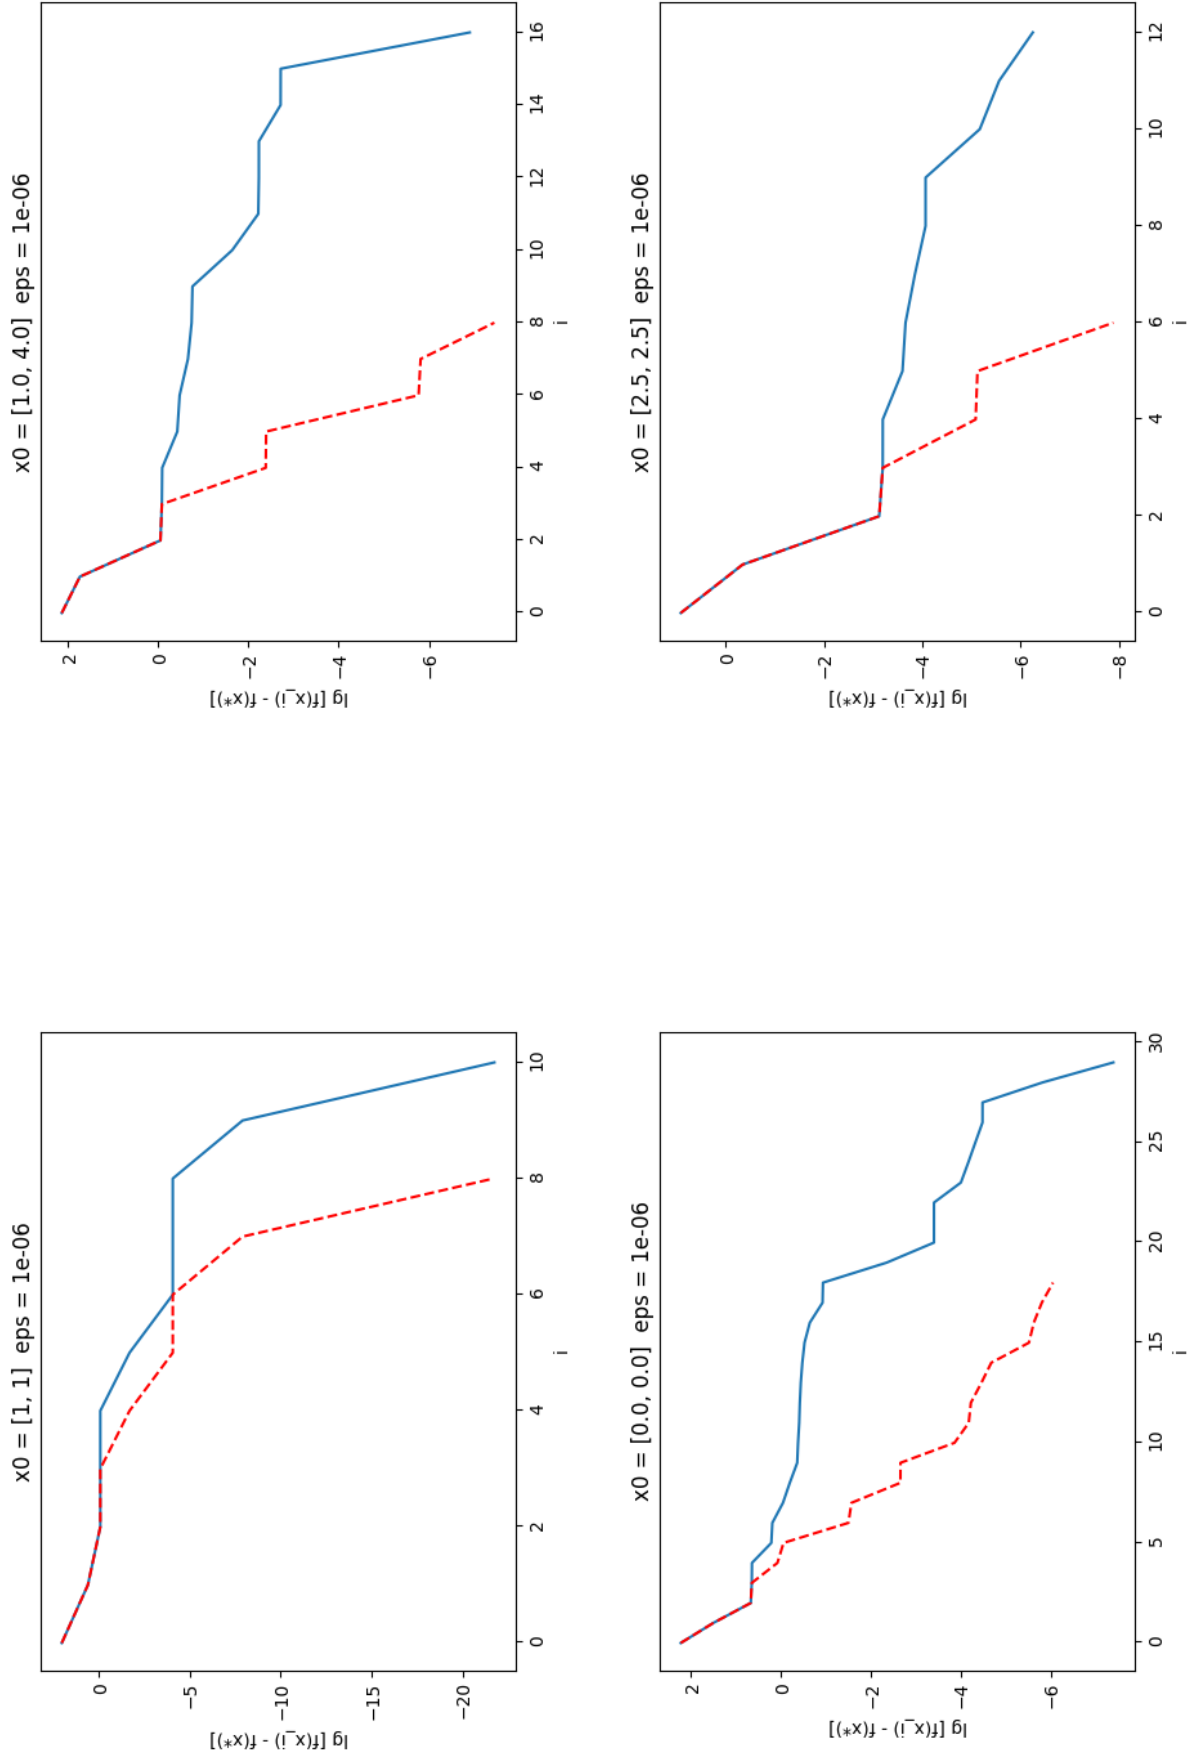 x0 = [1, 1]  eps = 1e-06
lg [ f(x_i) - f(x*)]
0
−5
−10
−15
−20
0 2 4 6 8 10
i
x0 = [1.0, 4.0]  eps = 1e-06
lg [ f(x_i) - f(x*)]
2
0
−2
−4
−6
0 2 4 6 8 10 12 14 16
i
x0 = [0.0, 0.0]  eps = 1e-06
lg [ f(x_i) - f(x*)]
2
0
−2
−4
−6
0 5 10 15 20 25 30
i
x0 = [2.5, 2.5]  eps = 1e-06
lg [ f(x_i) - f(x*)]
0
−2
−4
−6
−8
0 2 4 6 8 10 12
i